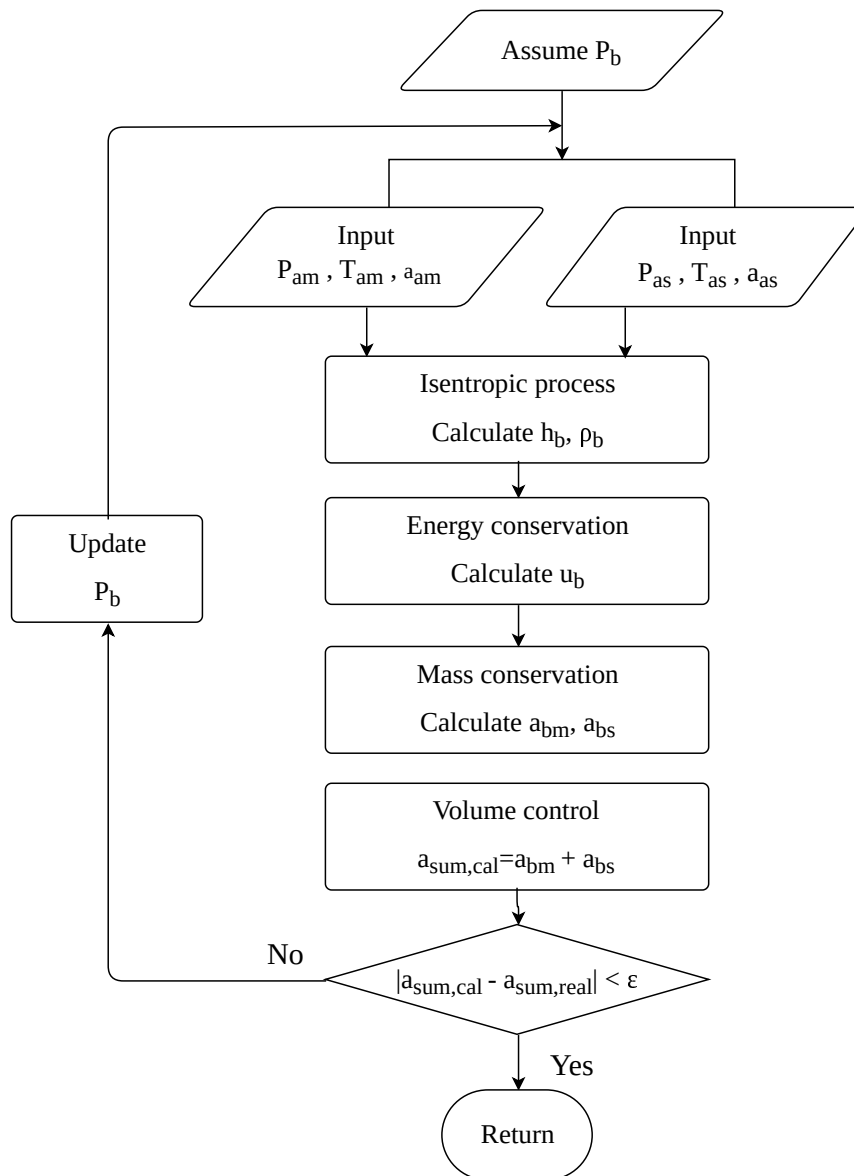 Assume P_b
Input
P_am , T_am , a_am
Input
P_as , T_as , a_as
Isentropic process
Calculate h_b, ρ_b
Energy conservation
Calculate u_b
Update
P_b
Mass conservation
Calculate a_bm, a_bs
Volume control
a_sum,cal=a_bm + a_bs
No
|a_sum,cal - a_sum,real| < ε
Yes
Return